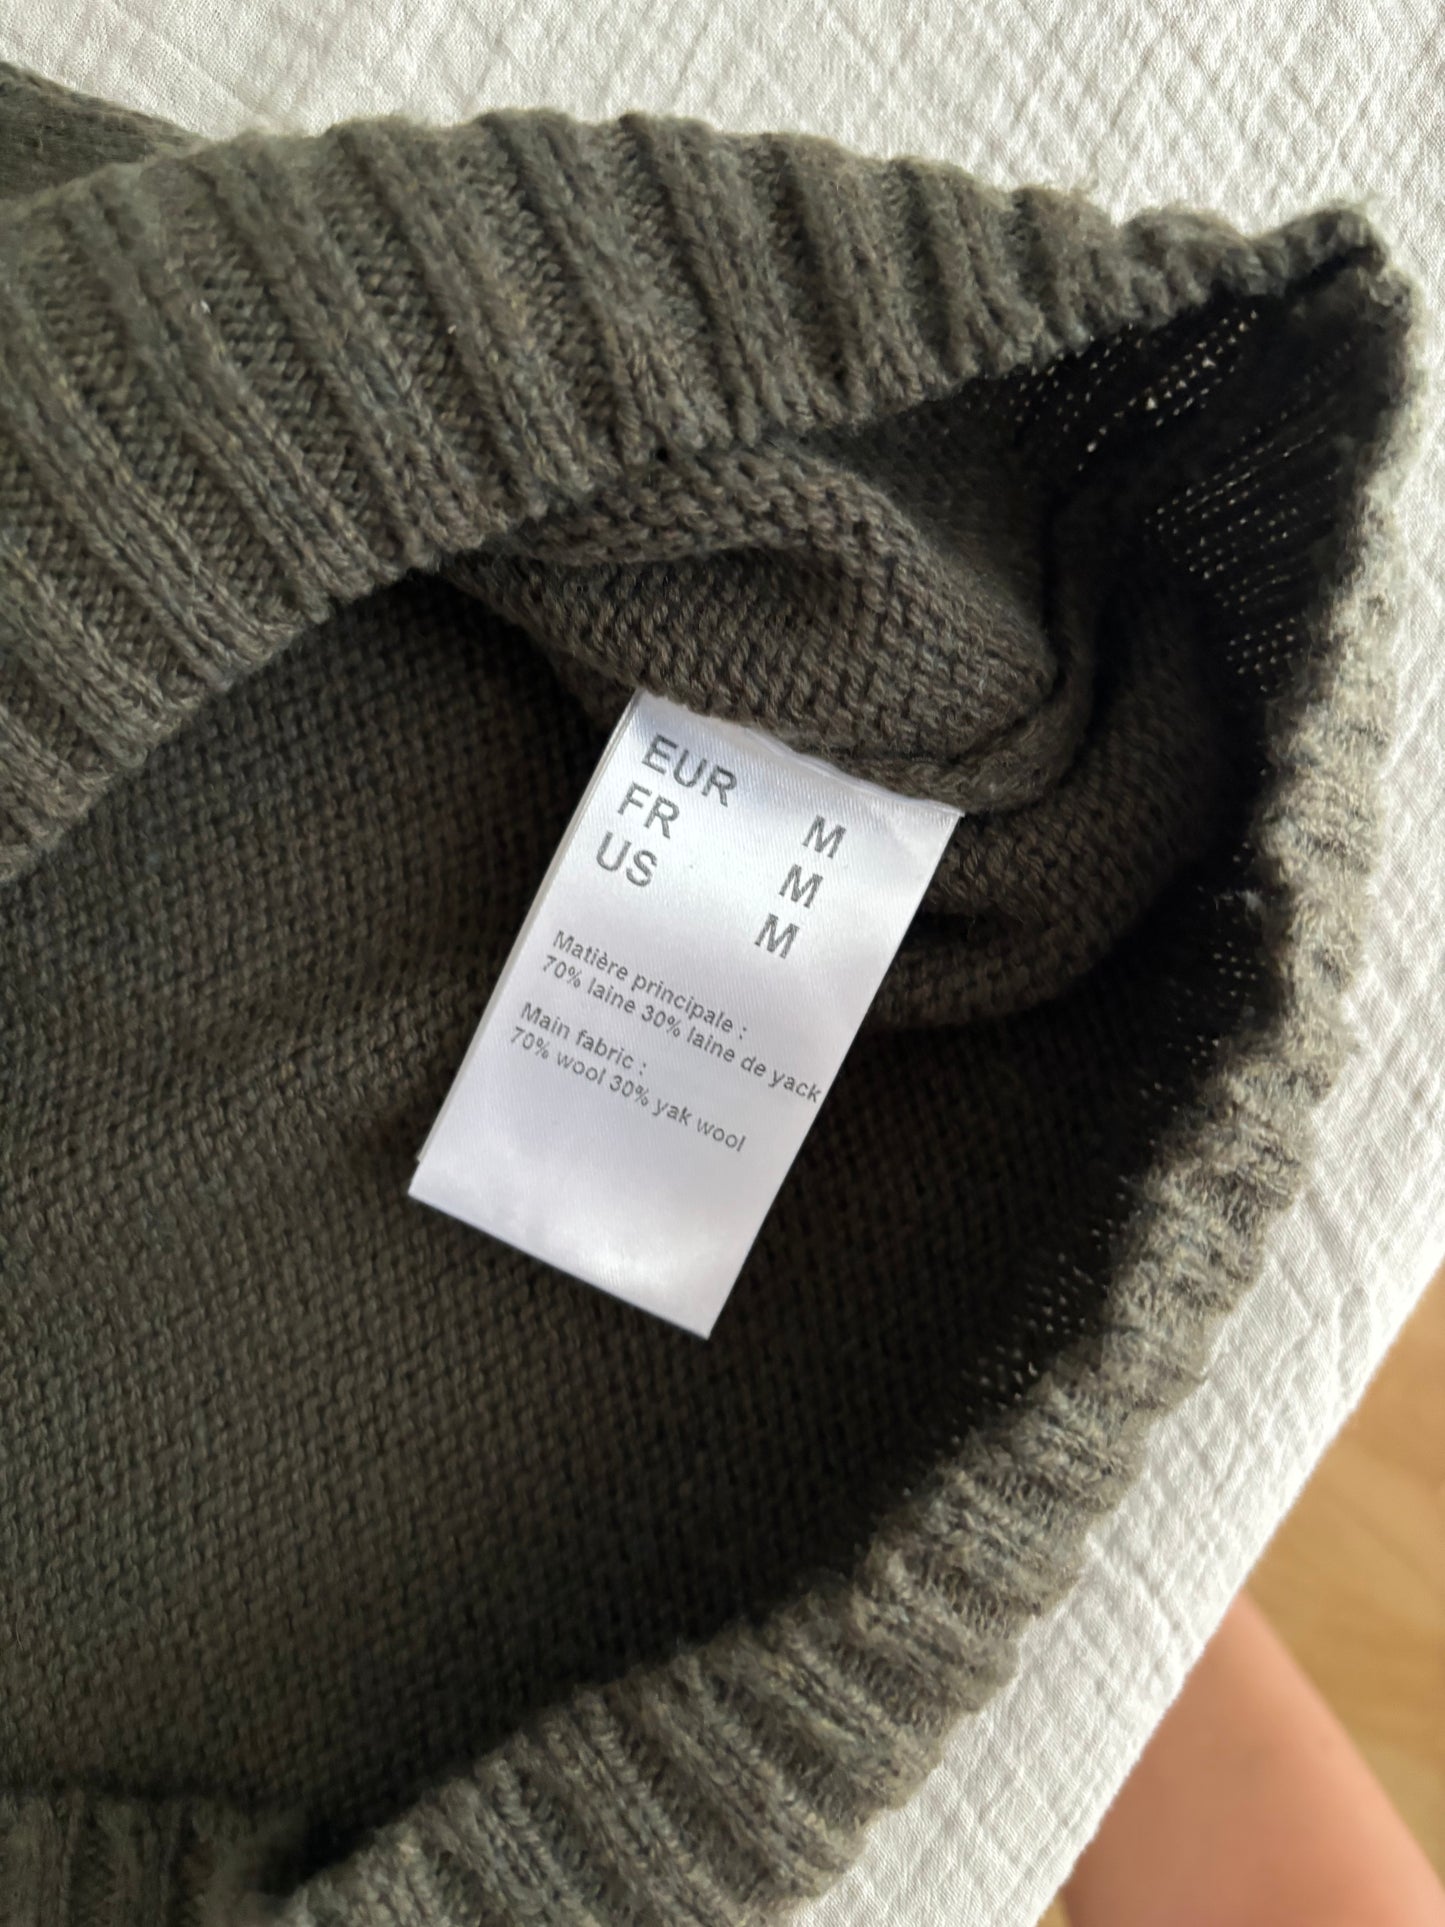 EUR M
FR M
US M
Matière principale :
70% laine 30% laine de yack
Main fabric :
70% wool 30% yak wool